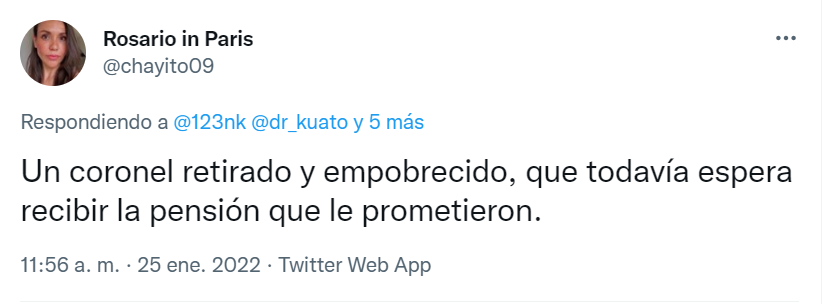 Rosario in Paris
@chayito09
Respondiendo a @123nk @dr_kuato y 5 más
Un coronel retirado y empobrecido, que todavía espera
recibir la pensión que le prometieron.
11:56 a. m. · 25 ene. 2022 · Twitter Web App